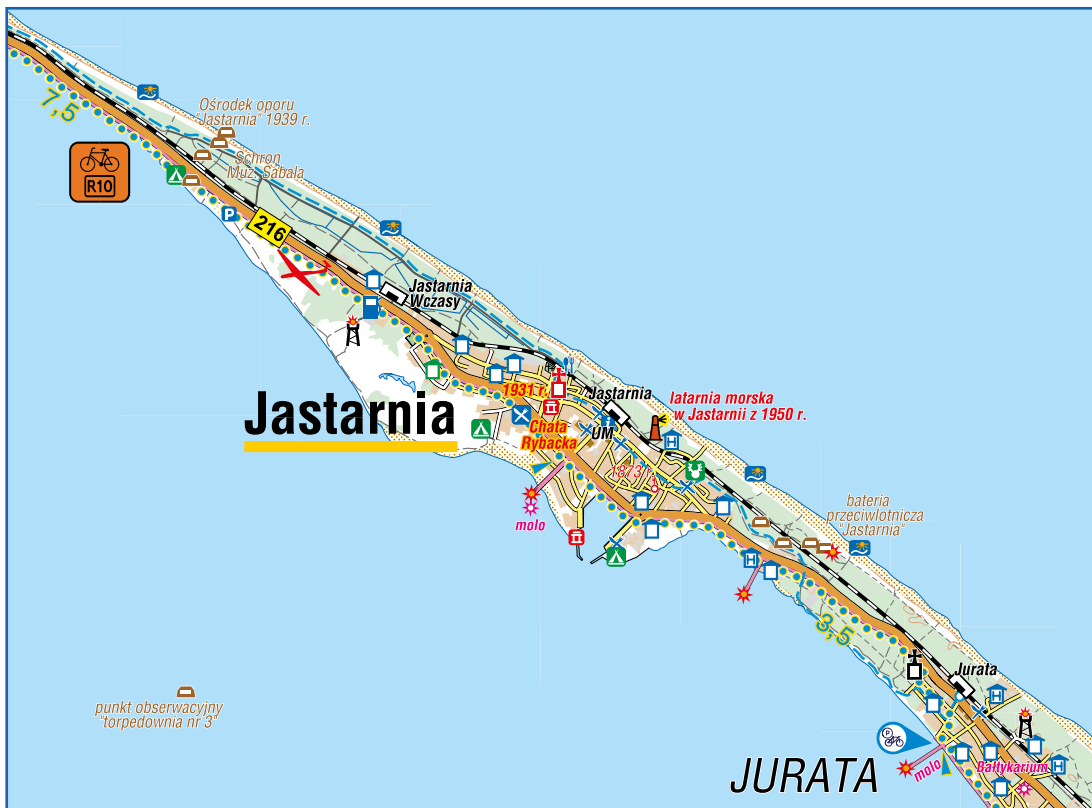 7,5
Ośrodek oporu
"Jastarnia" 1939 r.
Schron
Muz. Sabala
R10
P
216
Jastarnia
Wczasy
Jastarnia
1931 r.
Chata
Rybacka
Jastarnia
UM
latarnia morska
w Jastarnii z 1950 r.
H
1873 r.
molo
bateria
przeciwlotnicza
"Jastarnia"
H
3,5
Jurata
H
punkt obserwacyjny
"torpedownia nr 3"
P
JURATA
molo
Bałtykarium
H